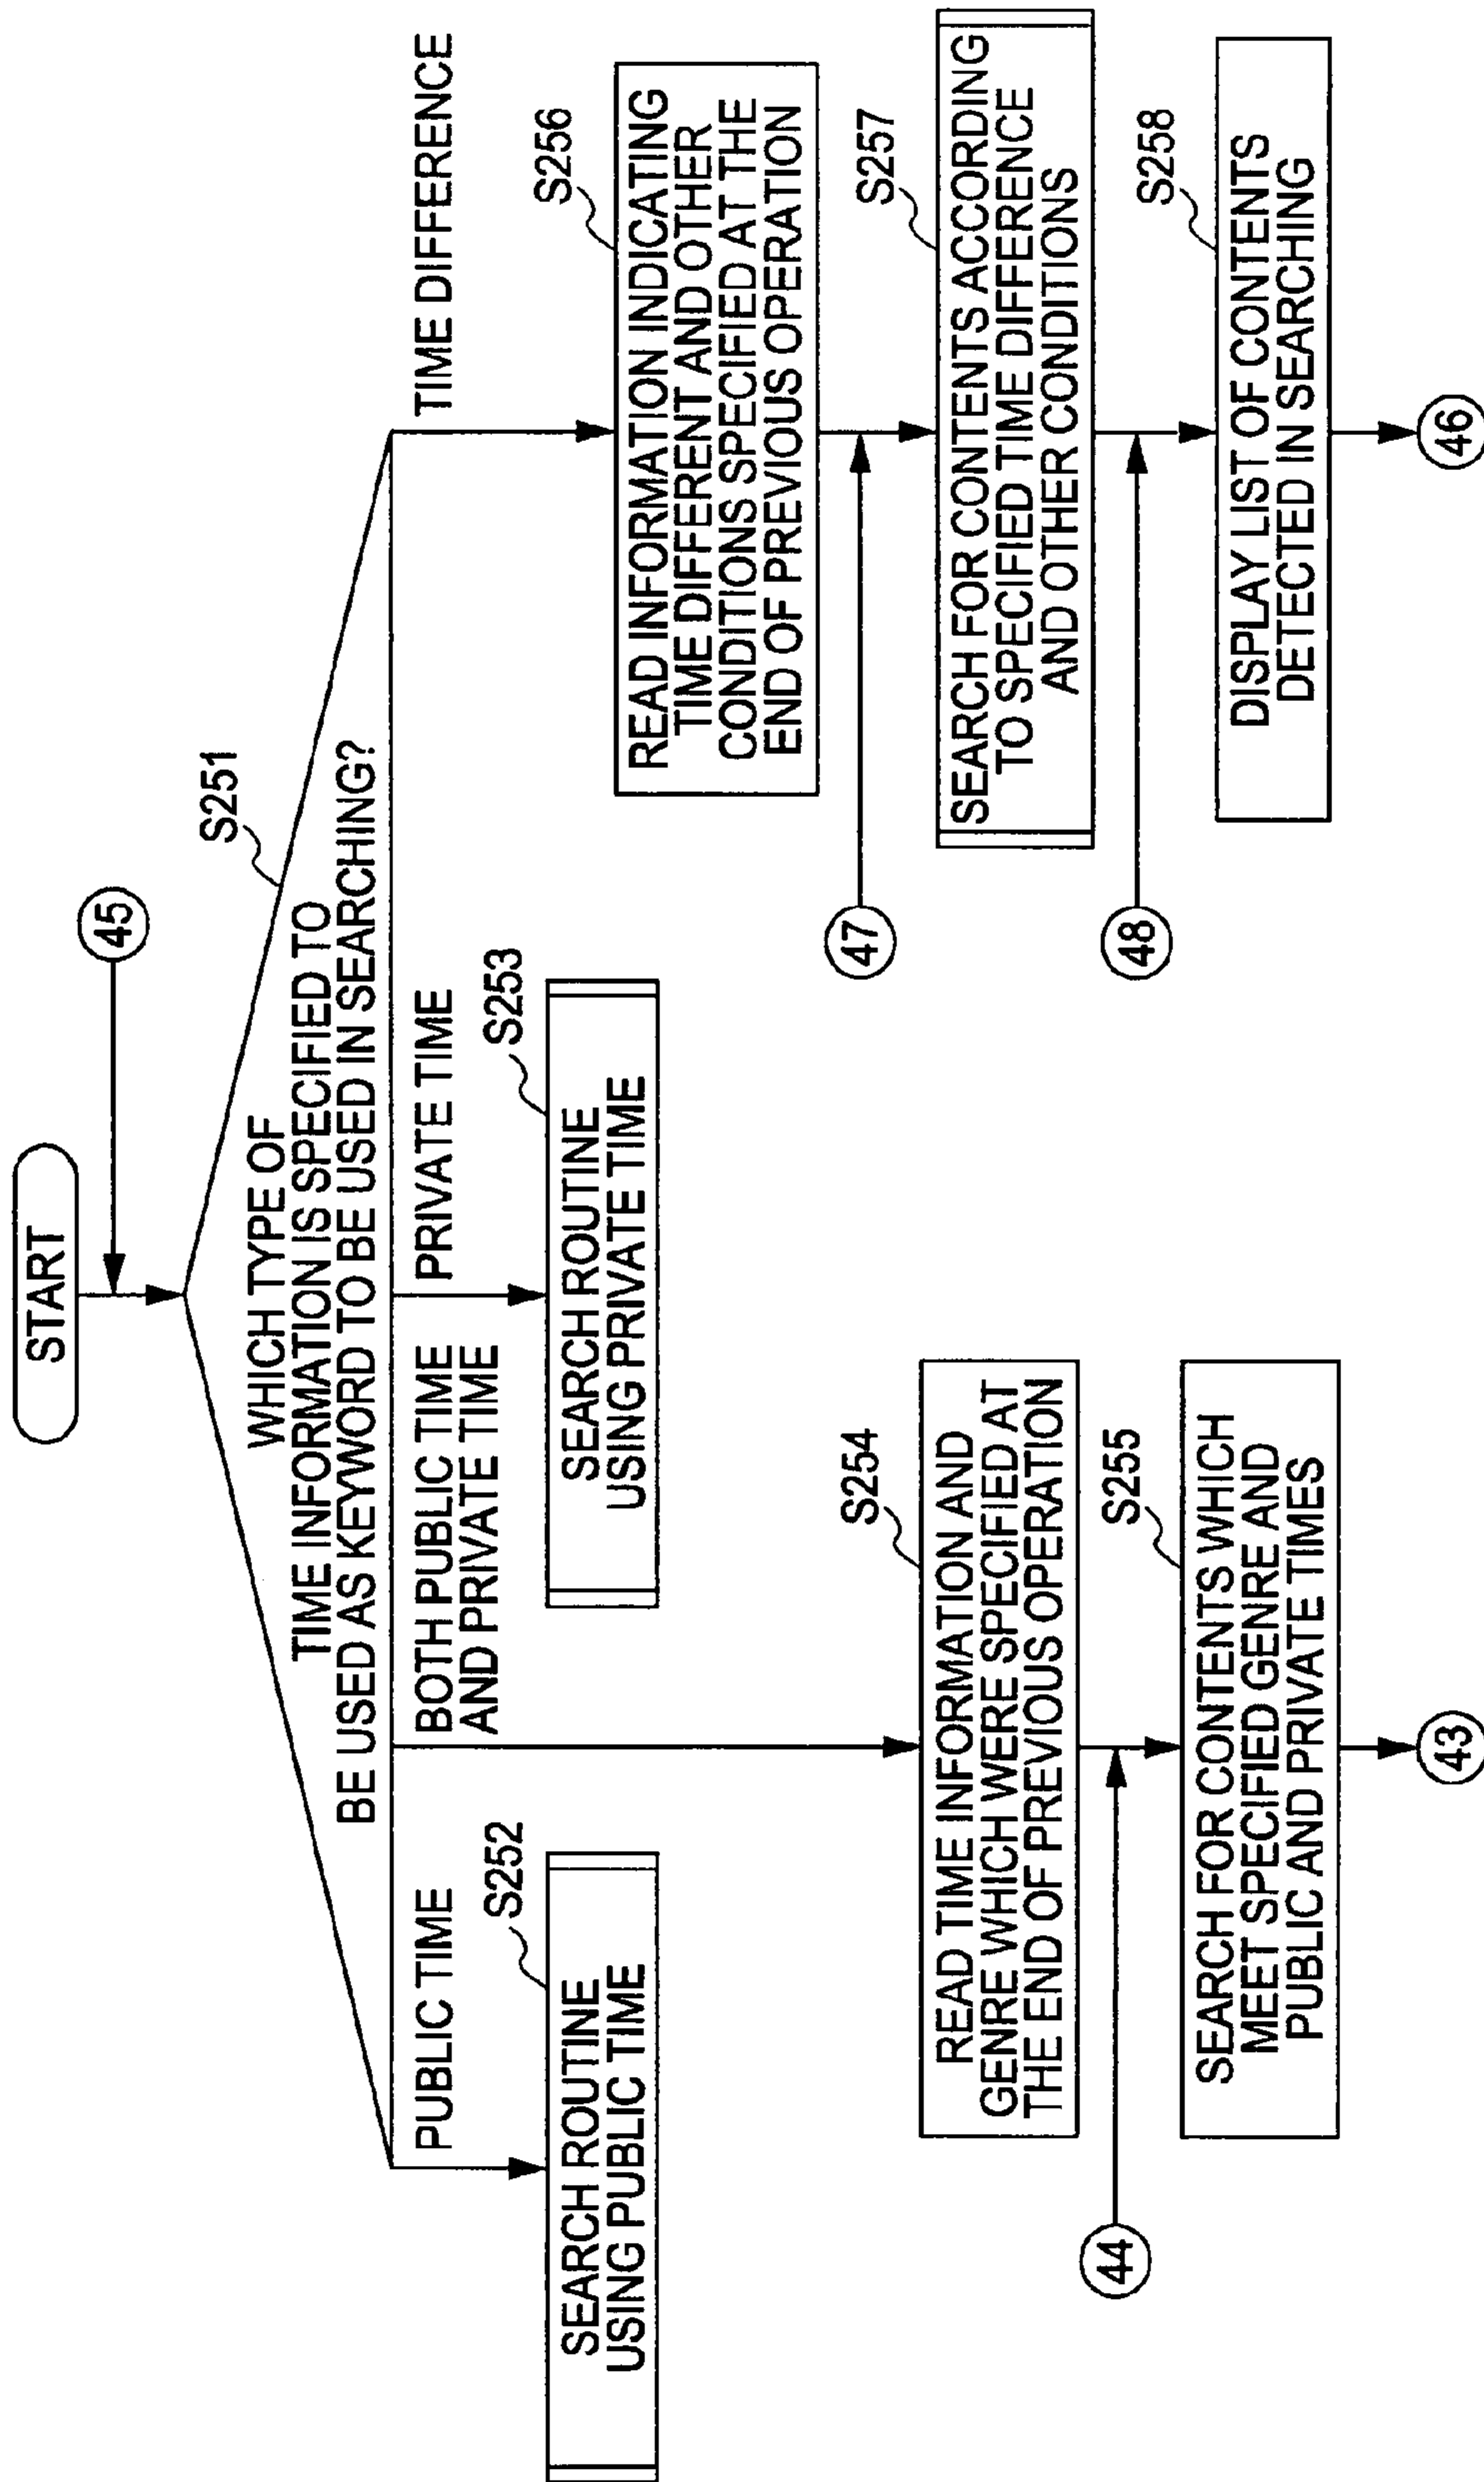 START
45
S251
WHICH TYPE OF
TIME INFORMATION IS SPECIFIED TO
BE USED AS KEYWORD TO BE USED IN SEARCHING?
PUBLIC TIME
S252
SEARCH ROUTINE
USING PUBLIC TIME
BOTH PUBLIC TIME
AND PRIVATE TIME
PRIVATE TIME
S253
SEARCH ROUTINE
USING PRIVATE TIME
TIME DIFFERENCE
S254
READ TIME INFORMATION AND
GENRE WHICH WERE SPECIFIED AT
THE END OF PREVIOUS OPERATION
44
S255
SEARCH FOR CONTENTS WHICH
MEET SPECIFIED GENRE AND
PUBLIC AND PRIVATE TIMES
43
S256
READ INFORMATION INDICATING
TIME DIFFERENT AND OTHER
CONDITIONS SPECIFIED AT THE
END OF PREVIOUS OPERATION
47
S257
SEARCH FOR CONTENTS ACCORDING
TO SPECIFIED TIME DIFFERENCE
AND OTHER CONDITIONS
48
S258
DISPLAY LIST OF CONTENTS
DETECTED IN SEARCHING
46